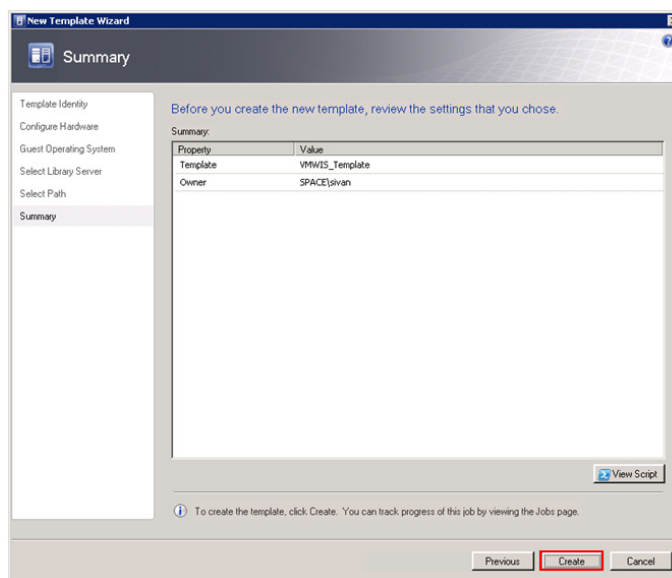 New Template Wizard
Summary
Template Identity
Configure Hardware
Guest Operating System
Select Library Server
Select Path
Summary
Before you create the new template, review the settings that you chose.
Summary:
Property Value
Template VMWIS_Template
Owner SPACE\sivan
View Script
To create the template, click Create. You can track progress of this job by viewing the Jobs page.
Previous Create Cancel